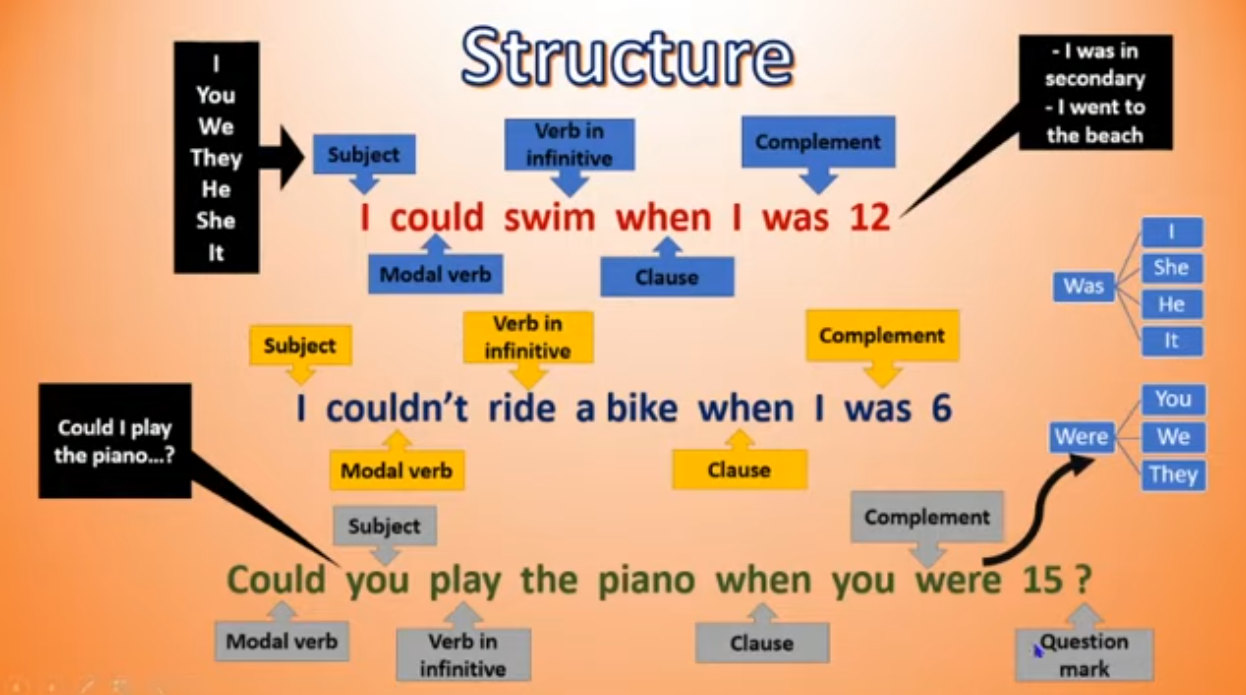 Structure
I
You
We
They
He
She
It
- I was in
secondary
- I went to
the beach
Subject
Verb in
infinitive
Complement
I could swim when I was 12
Modal verb
Clause
Was
I
She
He
It
Subject
Verb in
infinitive
Complement
I couldn't ride a bike when I was 6
Modal verb
Clause
Could I play
the piano...?
Were
You
We
They
Subject
Complement
Could you play the piano when you were 15 ?
Modal verb
Verb in
infinitive
Clause
Question
mark